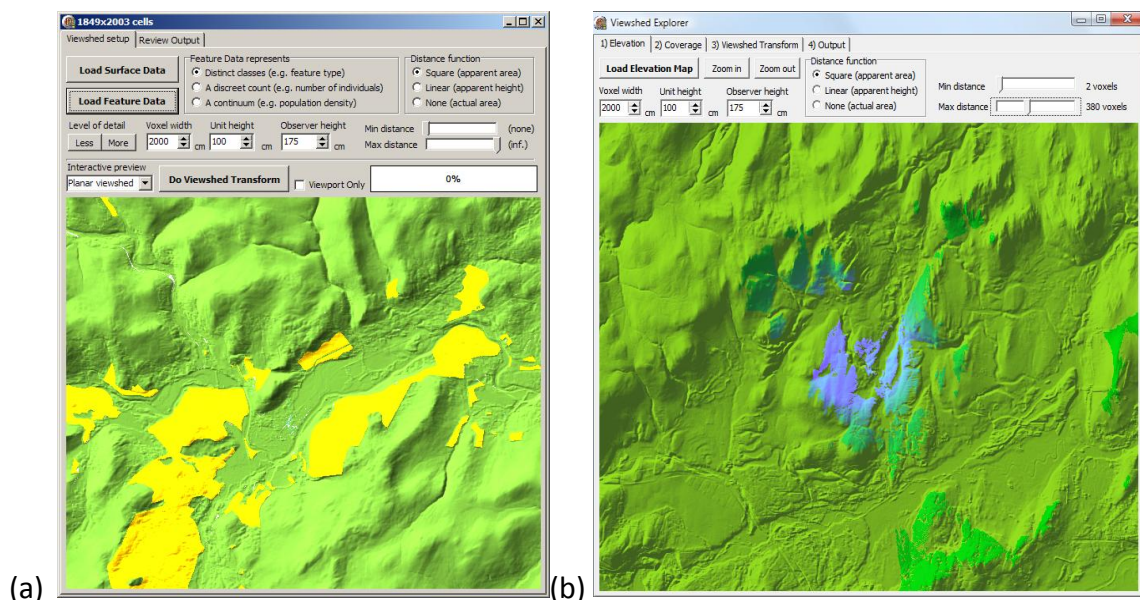 1849x2003 cells
Viewshed setup Review Output
Load Surface Data
Load Feature Data
Feature Data represents
Distinct classes (e.g. feature type)
A discreet count (e.g. number of individuals)
A continuum (e.g. population density)
Distance function
Square (apparent area)
Linear (apparent height)
None (actual area)
Level of detail
Less More
Voxel width
2000 cm
Unit height
100 cm
Observer height
175 cm
Min distance (none)
Max distance (inf.)
Interactive preview
Planar viewshed
Do Viewshed Transform
Viewport Only
0%
(a)
Viewshed Explorer
1) Elevation 2) Coverage 3) Viewshed Transform 4) Output
Load Elevation Map Zoom in Zoom out
Voxel width
2000 cm
Unit height
100 cm
Observer height
175 cm
Distance function
Square (apparent area)
Linear (apparent height)
None (actual area)
Min distance 2 voxels
Max distance 380 voxels
(b)